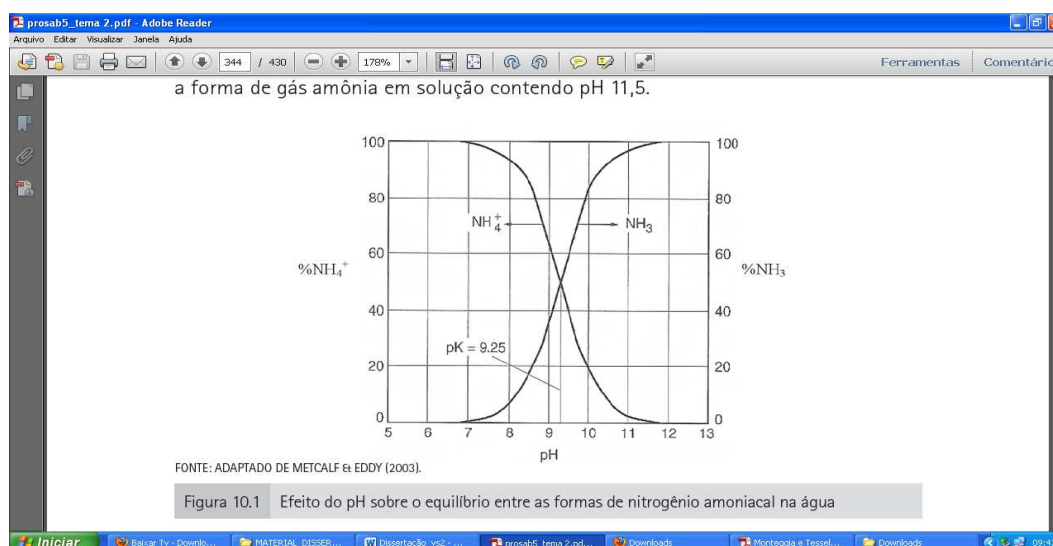 prosab5_tema 2.pdf - Adobe Reader
Arquivo Editar Visualizar Janela Ajuda
344 / 430 178% Ferramentas Comentário
a forma de gás amônia em solução contendo pH 11,5.
100 100
80 80
NH4+ NH3
60 60
%NH4+ %NH3
40 40
pK = 9.25
20 20
0 0
5 6 7 8 9 10 11 12 13
pH
FONTE: ADAPTADO DE METCALF & EDDY (2003).
Figura 10.1 Efeito do pH sobre o equilíbrio entre as formas de nitrogênio amoniacal na água
Iniciar Baixar Tv - Downlo... MATERIAL_DISSER... Dissertação_vs2 - ... prosab5_tema 2.pd... Downloads Monteggia e Tessel... Downloads